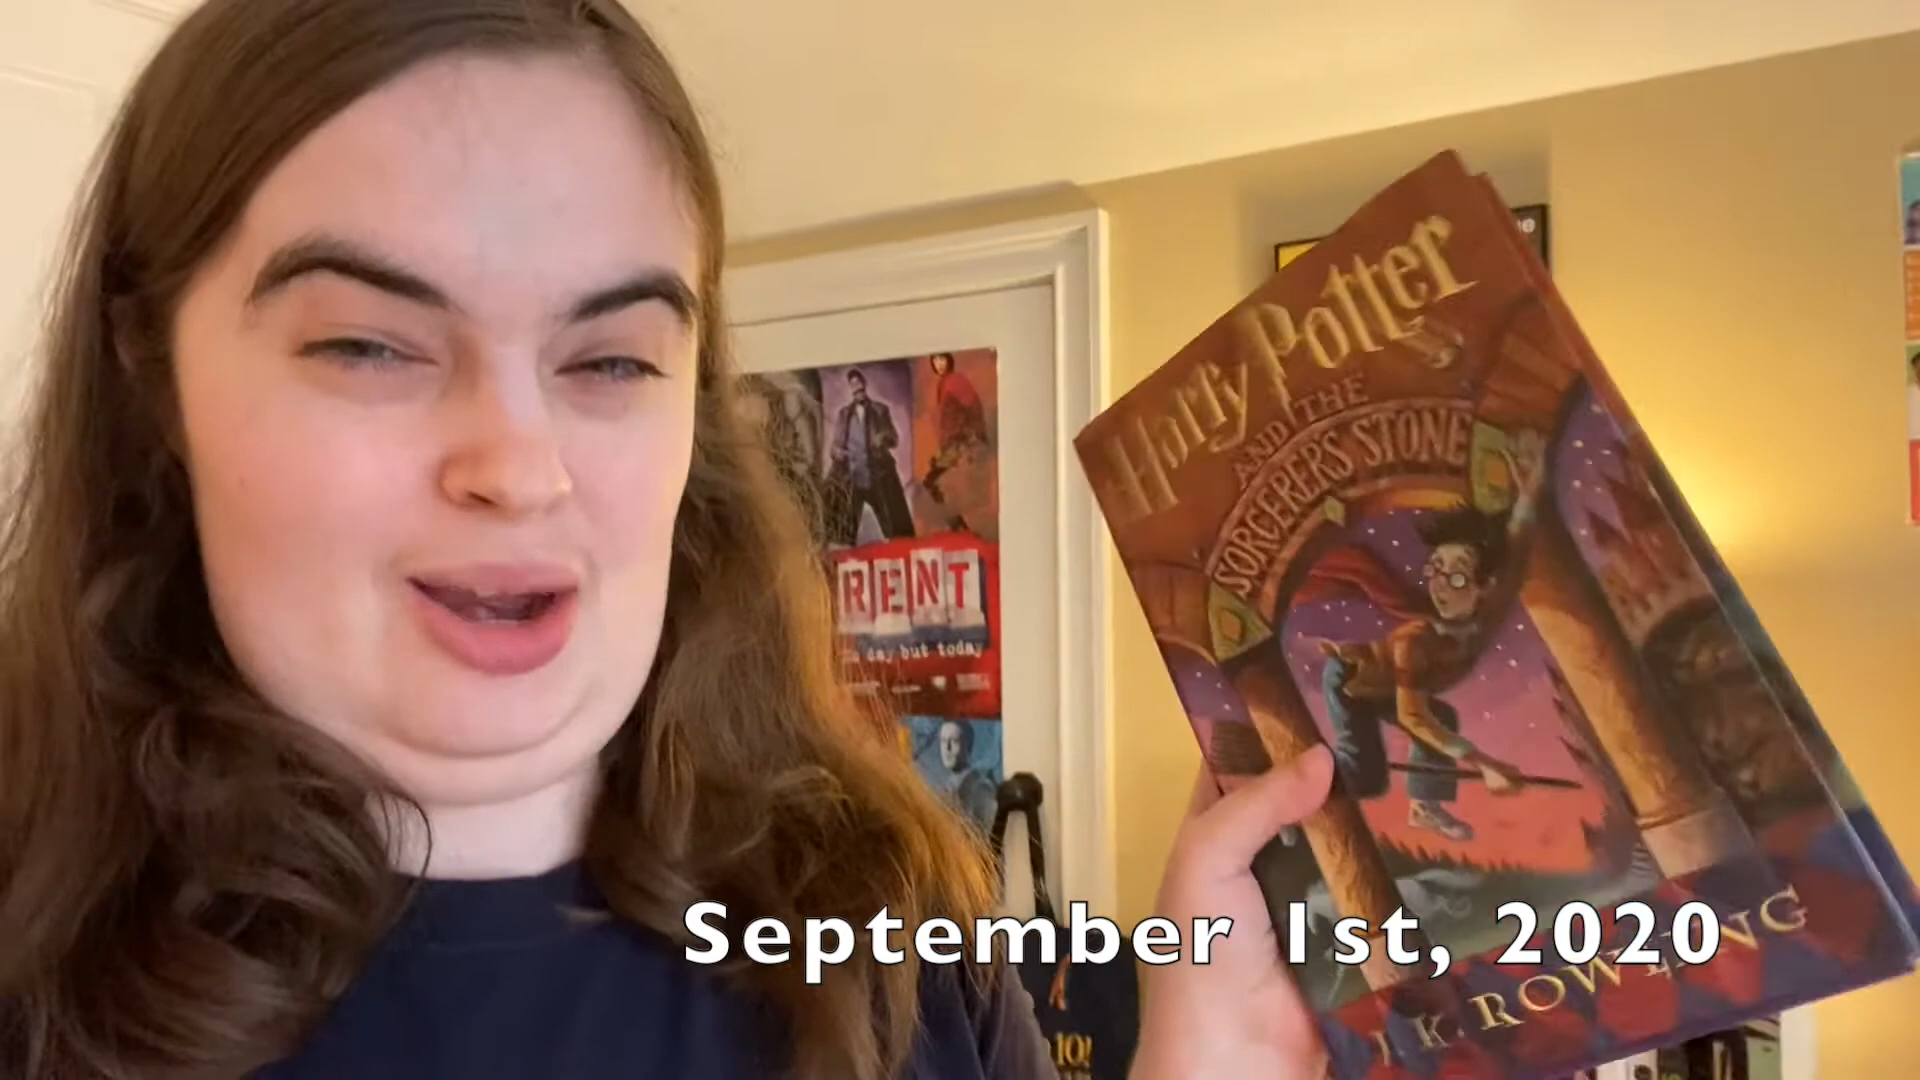 Harry Potter
AND THE
SORCERER'S STONE
RENT
day but today
September 1st, 2020
J. K. ROWLING